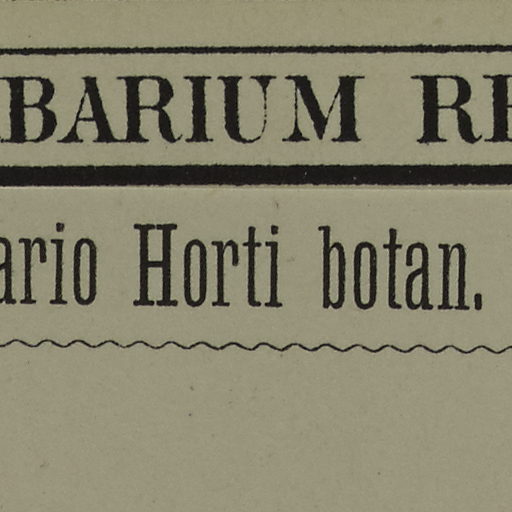 BARIUM RE
ario Horti botan.